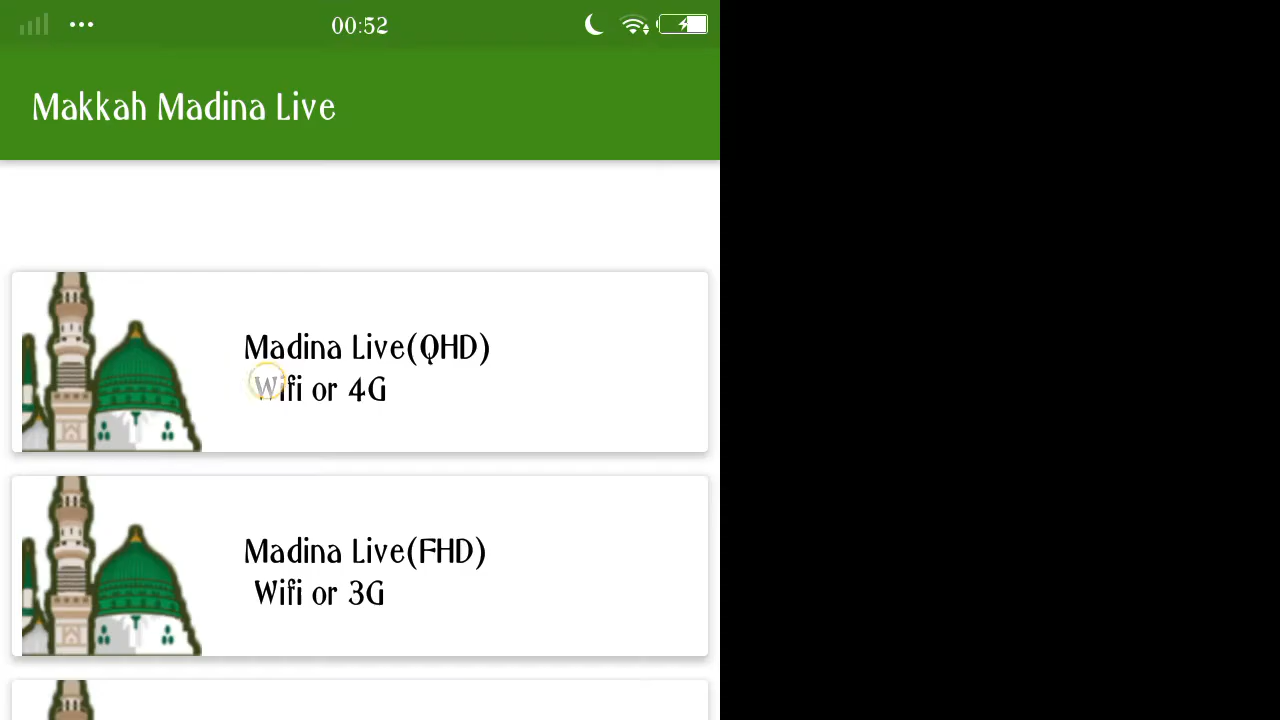 00:52
Makkah Madina Live
Madina Live(QHD)
Wifi or 4G
Madina Live(FHD)
Wifi or 3G